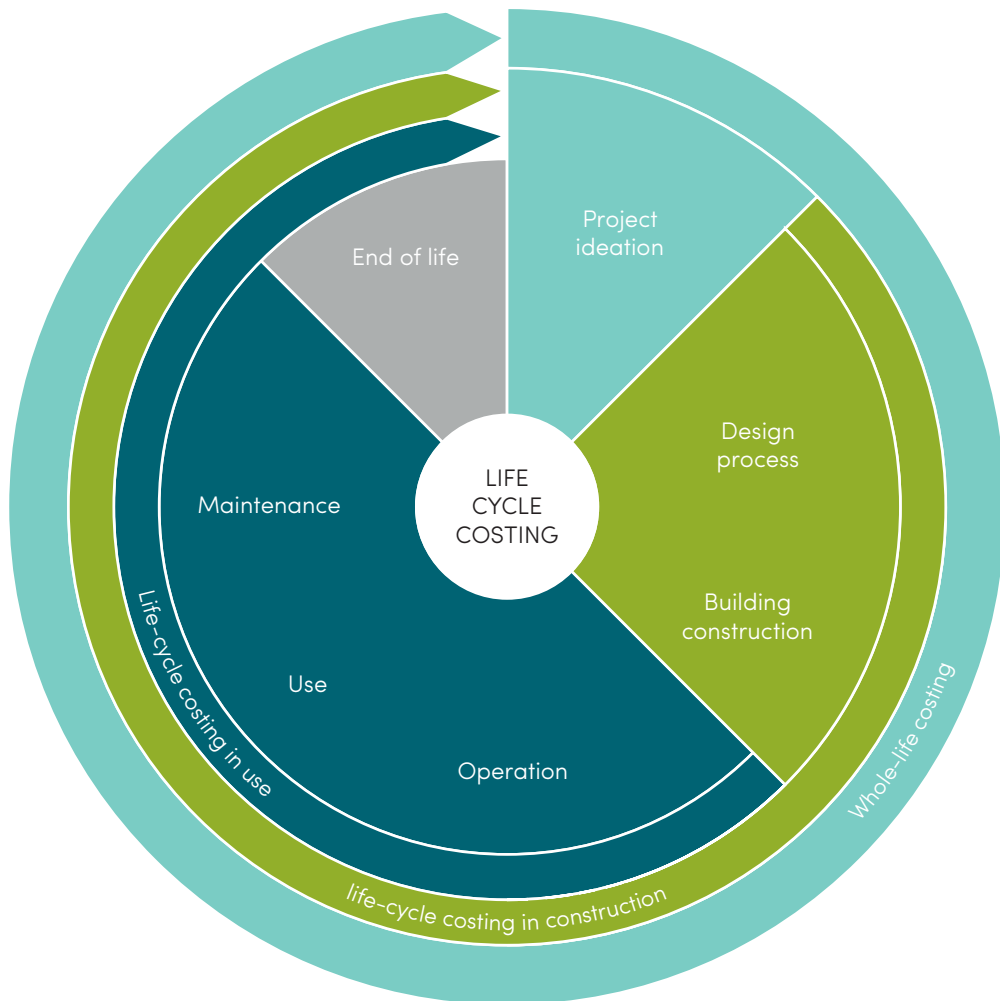 Project
ideation
End of life
Design
process
LIFE
CYCLE
COSTING
Maintenance
Building
construction
Use
Operation
Life-cycle costing in use
life-cycle costing in construction
Whole-life costing